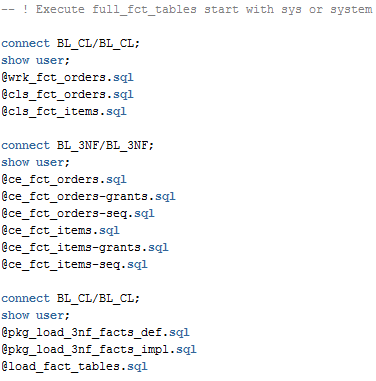 -- ! Execute full_fct_tables start with sys or system
connect BL_CL/BL_CL;
show user;
@wrk_fct_orders.sql
@cls_fct_orders.sql
@cls_fct_items.sql
connect BL_3NF/BL_3NF;
show user;
@ce_fct_orders.sql
@ce_fct_orders-grants.sql
@ce_fct_orders-seq.sql
@ce_fct_items.sql
@ce_fct_items-grants.sql
@ce_fct_items-seq.sql
connect BL_CL/BL_CL;
show user;
@pkg_load_3nf_facts_def.sql
@pkg_load_3nf_facts_impl.sql
@load_fact_tables.sql